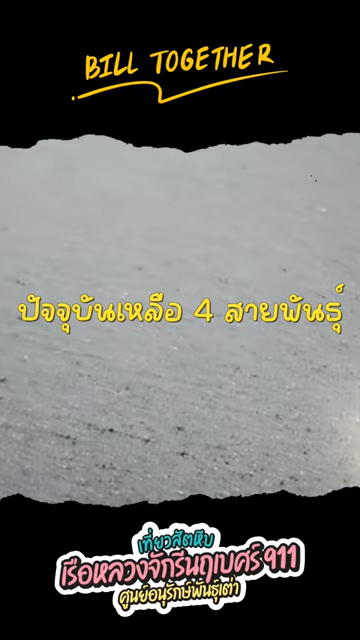 BILL TOGETHER
ปัจจุบันเหลือ 4 สายพันธุ์
เที่ยวสัตหีบ
เรือหลวงจักรีนฤเบศร์ 911
ศูนย์อนุรักษ์พันธุ์เต่า